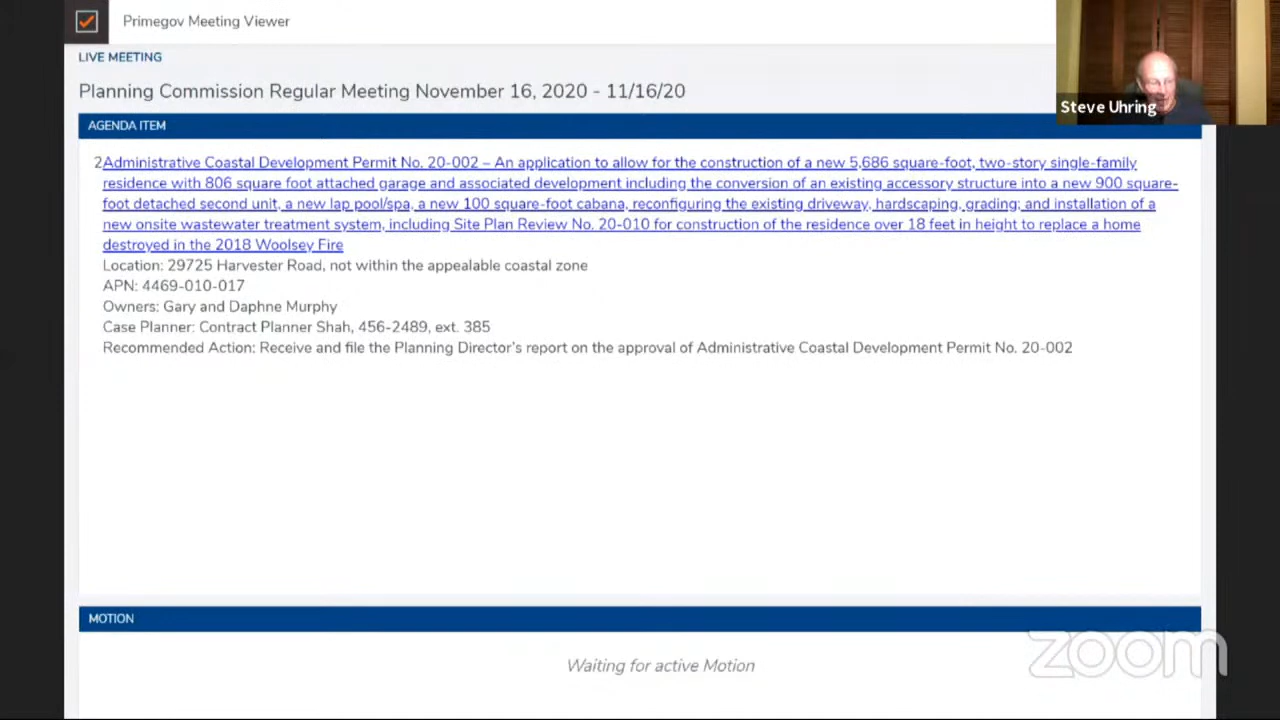 Primegov Meeting Viewer
LIVE MEETING
Planning Commission Regular Meeting November 16, 2020 - 11/16/20
Steve Uhring
AGENDA ITEM
2Administrative Coastal Development Permit No. 20-002 – An application to allow for the construction of a new 5,686 square-foot, two-story single-family
residence with 806 square foot attached garage and associated development including the conversion of an existing accessory structure into a new 900 square-
foot detached second unit, a new lap pool/spa, a new 100 square-foot cabana, reconfiguring the existing driveway, hardscaping, grading; and installation of a
new onsite wastewater treatment system, including Site Plan Review No. 20-010 for construction of the residence over 18 feet in height to replace a home
destroyed in the 2018 Woolsey Fire
Location: 29725 Harvester Road, not within the appealable coastal zone
APN: 4469-010-017
Owners: Gary and Daphne Murphy
Case Planner: Contract Planner Shah, 456-2489, ext. 385
Recommended Action: Receive and file the Planning Director's report on the approval of Administrative Coastal Development Permit No. 20-002
MOTION
Waiting for active Motion
zoom